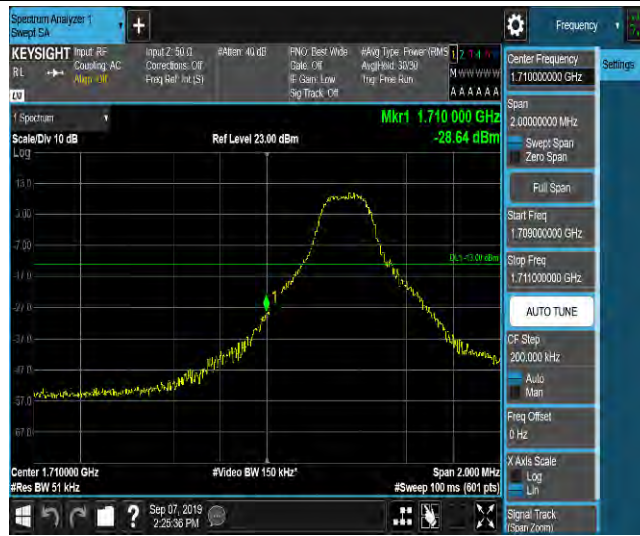 Spectrum Analyzer 1
Swept SA
+
Frequency
KEYSIGHT
RL
Input: RF
Coupling: AC
Align: Off
Input Z: 50 Ω
Corrections: Off
Freq Ref: Int (S)
#Atten: 40 dB
PNO: Best Wide
Gate: Off
IF Gain: Low
Sig Track: Off
#Avg Type: Power (RMS
Avg|Hold: 30/30
Trig: Free Run
M W W W W W
A A A A A A
Settings
Center Frequency
1.710000000 GHz
Span
2.00000000 MHz
Swept Span
Zero Span
Full Span
Start Freq
1.709000000 GHz
Stop Freq
1.711000000 GHz
AUTO TUNE
CF Step
200.000 kHz
Auto
Man
Freq Offset
0 Hz
X Axis Scale
Log
Lin
Signal Track
(Span Zoom)
1 Spectrum
Scale/Div 10 dB
Log
Ref Level 23.00 dBm
Mkr1 1.710 000 GHz
-28.64 dBm
13.0
3.00
-7.00
DL1 -13.00 dBm
-17.0
1
-27.0
-37.0
-47.0
-57.0
-67.0
Center 1.710000 GHz
#Res BW 51 kHz
#Video BW 150 kHz*
Span 2.000 MHz
#Sweep 100 ms (601 pts)
?
Sep 07, 2019
2:25:36 PM